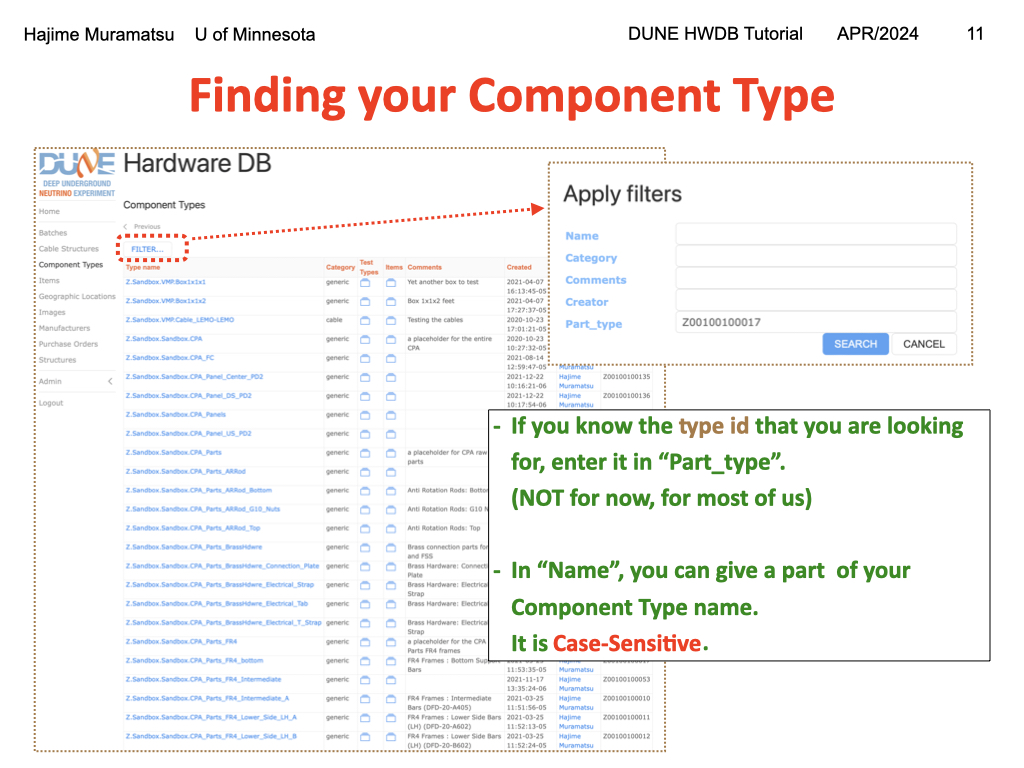 Hajime Muramatsu U of Minnesota
DUNE HWDB Tutorial APR/2024 11
Finding your Component Type
DUNE
DEEP UNDERGROUND
NEUTRINO EXPERIMENT
Home
Batches
Cable Structures
Component Types
Items
Geographic Locations
Images
Manufacturers
Purchase Orders
Structures
Admin
Logout
Hardware DB
Component Types
Previous
FILTER...
Type name Category Test Types Items Comments Created
Z.Sandbox.VMP.Box1x1x1 generic Yet another box to test 2021-04-07 16:13:45-05
Z.Sandbox.VMP.Box1x1x2 generic Box 1x1x2 feet 2021-04-07 17:27:37-05
Z.Sandbox.VMP.Cable_LEMO-LEMO cable Testing the cables 2020-10-23 17:01:21-05
Z.Sandbox.Sandbox.CPA generic a placeholder for the entire CPA 2020-10-23 10:27:32-05
Z.Sandbox.Sandbox.CPA_FC generic 2021-08-14 12:59:47-05 Muramatsu
Z.Sandbox.Sandbox.CPA_Panel_Center_PD2 generic 2021-12-22 10:16:21-06 Hajime Muramatsu Z00100100135
Z.Sandbox.Sandbox.CPA_Panel_DS_PD2 generic 2021-12-22 10:17:54-06 Hajime Muramatsu Z00100100136
Z.Sandbox.Sandbox.CPA_Panels generic
Z.Sandbox.Sandbox.CPA_Panel_US_PD2 generic
Z.Sandbox.Sandbox.CPA_Parts generic a placeholder for CPA raw parts
Z.Sandbox.Sandbox.CPA_Parts_ARRod generic
Z.Sandbox.Sandbox.CPA_Parts_ARRod_Bottom generic Anti Rotation Rods: Bottom
Z.Sandbox.Sandbox.CPA_Parts_ARRod_G10_Nuts generic Anti Rotation Rods: G10 N
Z.Sandbox.Sandbox.CPA_Parts_ARRod_Top generic Anti Rotation Rods: Top
Z.Sandbox.Sandbox.CPA_Parts_BrassHdwre generic Brass connection parts for and FSS
Z.Sandbox.Sandbox.CPA_Parts_BrassHdwre_Connection_Plate generic Brass Hardware: Connecti Plate
Z.Sandbox.Sandbox.CPA_Parts_BrassHdwre_Electrical_Strap generic Brass Hardware: Electrica Strap
Z.Sandbox.Sandbox.CPA_Parts_BrassHdwre_Electrical_Tab generic Brass Hardware: Electrica
Z.Sandbox.Sandbox.CPA_Parts_BrassHdwre_Electrical_T_Strap generic Brass Hardware: Electrica Strap
Z.Sandbox.Sandbox.CPA_Parts_FR4 generic a placeholder for the CPA Parts FR4 frames
Z.Sandbox.Sandbox.CPA_Parts_FR4_bottom generic FR4 Frames : Bottom Support Bars 11:53:35-05 Muramatsu
Z.Sandbox.Sandbox.CPA_Parts_FR4_Intermediate generic 2021-11-17 13:35:24-06 Hajime Muramatsu Z00100100053
Z.Sandbox.Sandbox.CPA_Parts_FR4_Intermediate_A generic FR4 Frames : Intermediate Bars (DFD-20-A405) 2021-03-25 11:51:56-05 Hajime Muramatsu Z00100100010
Z.Sandbox.Sandbox.CPA_Parts_FR4_Lower_Side_LH_A generic FR4 Frames : Lower Side Bars (LH) (DFD-20-A602) 2021-03-25 11:52:13-05 Hajime Muramatsu Z00100100011
Z.Sandbox.Sandbox.CPA_Parts_FR4_Lower_Side_LH_B generic FR4 Frames : Lower Side Bars (LH) (DFD-20-B602) 2021-03-25 11:52:24-05 Hajime Muramatsu Z00100100012
Apply filters
Name
Category
Comments
Creator
Part_type Z00100100017
SEARCH CANCEL
- If you know the type id that you are looking
for, enter it in “Part_type”.
(NOT for now, for most of us)
- In “Name”, you can give a part of your
Component Type name.
It is Case-Sensitive.